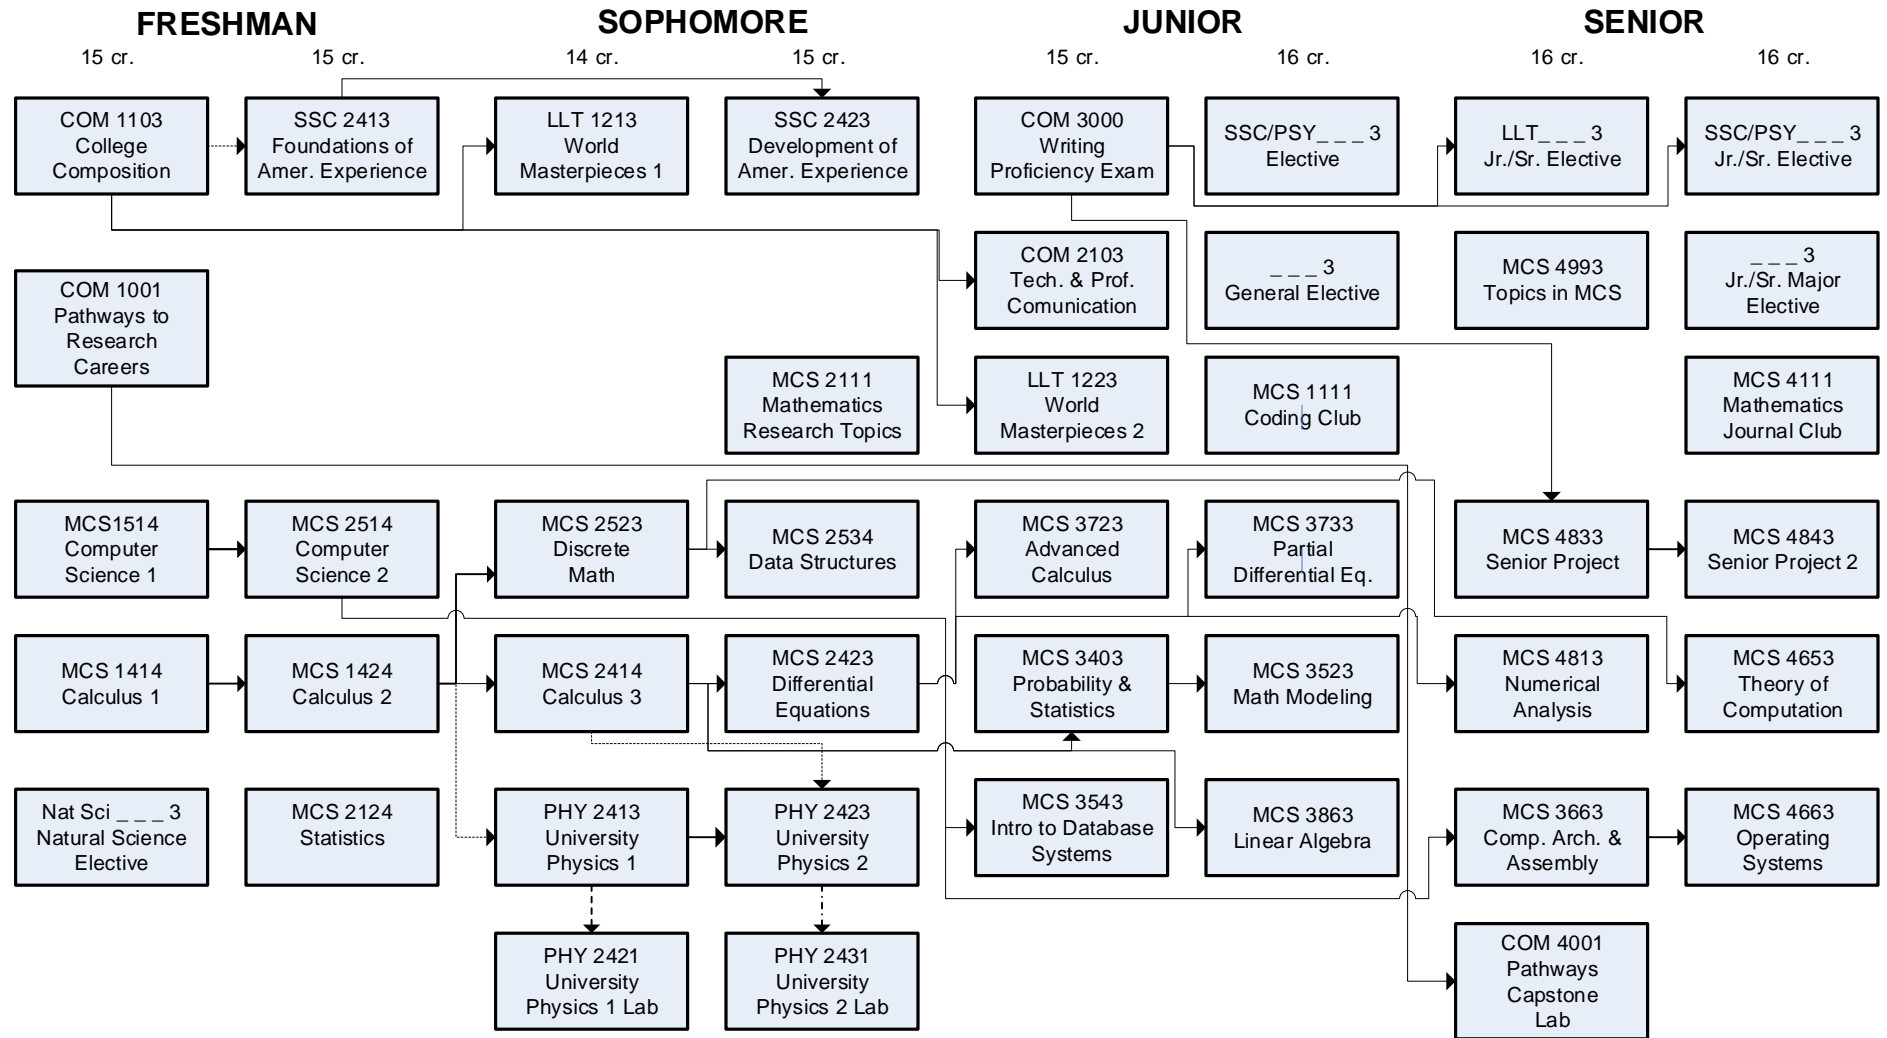 FRESHMAN
SOPHOMORE
JUNIOR
SENIOR
15 cr.
15 cr.
14 cr.
15 cr.
15 cr.
16 cr.
16 cr.
16 cr.
COM 1103
College
Composition
SSC 2413
Foundations of
Amer. Experience
LLT 1213
World
Masterpieces 1
SSC 2423
Development of
Amer. Experience
COM 3000
Writing
Proficiency Exam
SSC/PSY_ _ _ 3
Elective
LLT_ _ _ 3
Jr./Sr. Elective
SSC/PSY_ _ _ 3
Jr./Sr. Elective
COM 1001
Pathways to
Research
Careers
COM 2103
Tech. & Prof.
Comunication
_ _ _ 3
General Elective
MCS 4993
Topics in MCS
_ _ _ 3
Jr./Sr. Major
Elective
MCS 2111
Mathematics
Research Topics
LLT 1223
World
Masterpieces 2
MCS 1111
Coding Club
MCS 4111
Mathematics
Journal Club
MCS1514
Computer
Science 1
MCS 2514
Computer
Science 2
MCS 2523
Discrete
Math
MCS 2534
Data Structures
MCS 3723
Advanced
Calculus
MCS 3733
Partial
Differential Eq.
MCS 4833
Senior Project
MCS 4843
Senior Project 2
MCS 1414
Calculus 1
MCS 1424
Calculus 2
MCS 2414
Calculus 3
MCS 2423
Differential
Equations
MCS 3403
Probability &
Statistics
MCS 3523
Math Modeling
MCS 4813
Numerical
Analysis
MCS 4653
Theory of
Computation
Nat Sci _ _ _ 3
Natural Science
Elective
MCS 2124
Statistics
PHY 2413
University
Physics 1
PHY 2423
University
Physics 2
MCS 3543
Intro to Database
Systems
MCS 3863
Linear Algebra
MCS 3663
Comp. Arch. &
Assembly
MCS 4663
Operating
Systems
PHY 2421
University
Physics 1 Lab
PHY 2431
University
Physics 2 Lab
COM 4001
Pathways
Capstone
Lab